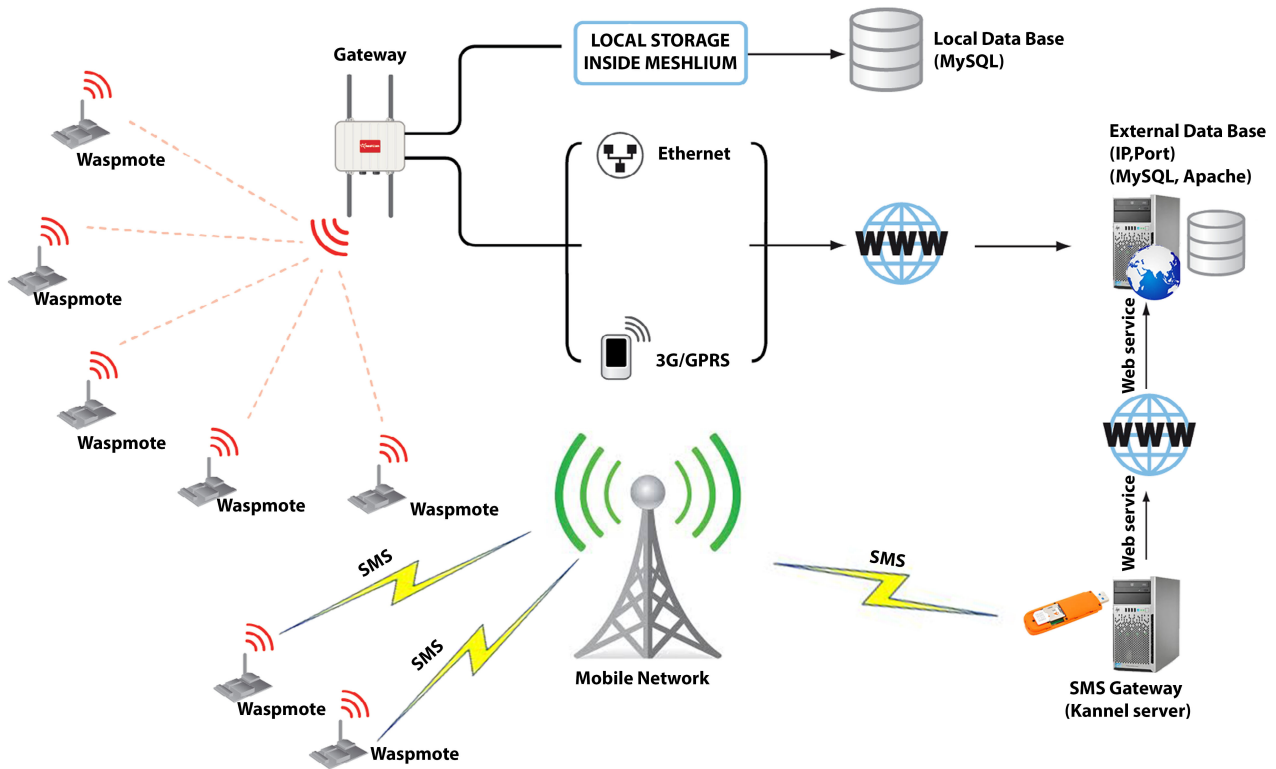 Gateway
LOCAL STORAGE
INSIDE MESHLIUM
Local Data Base
(MySQL)
Waspmote
Ethernet
External Data Base
(IP,Port)
(MySQL, Apache)
WWW
Waspmote
3G/GPRS
Web service
Waspmote
WWW
Waspmote
Waspmote
Web service
SMS
SMS
SMS
Mobile Network
SMS Gateway
(Kannel server)
Waspmote
Waspmote